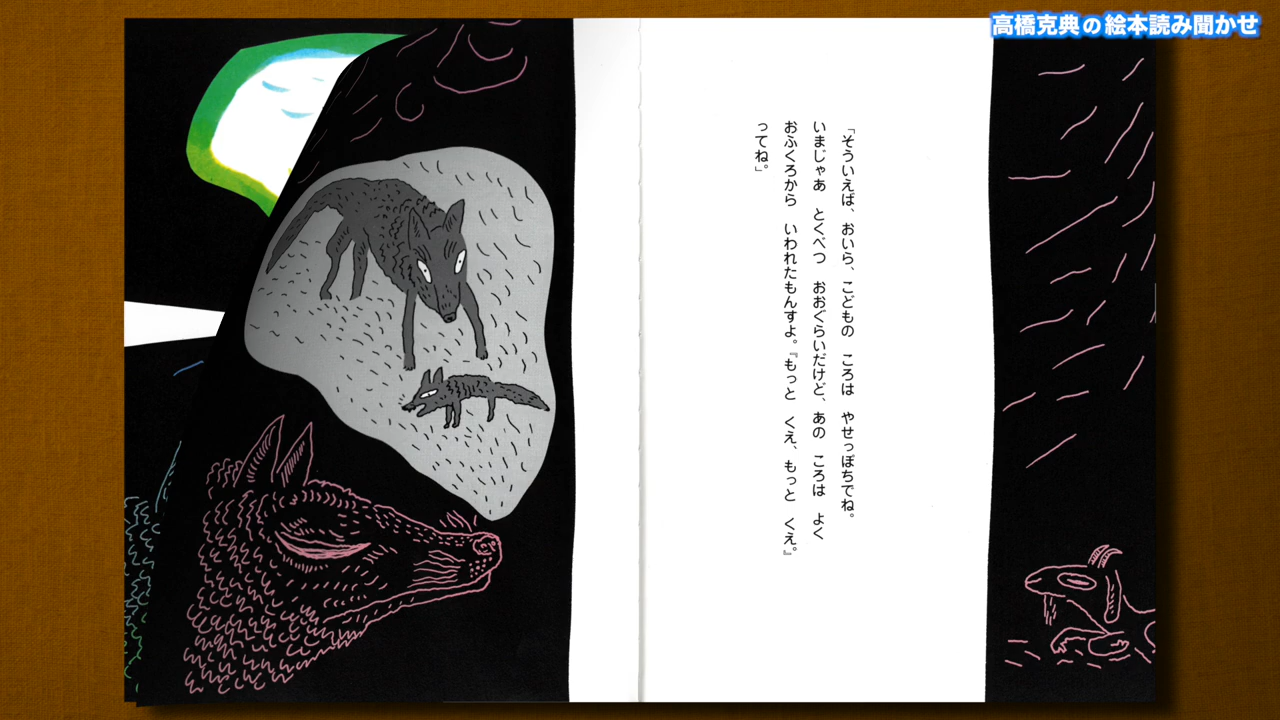 高橋克典の絵本読み聞かせ
「そういえば、おいら、こどもの　ころは　やせっぽちでね。
いまじゃあ　とくべつ　おおぐらいだけど、あの　ころは　よく
おふくろから　いわれたもんすよ。『もっと　くえ、もっと　くえ。』
ってね。」